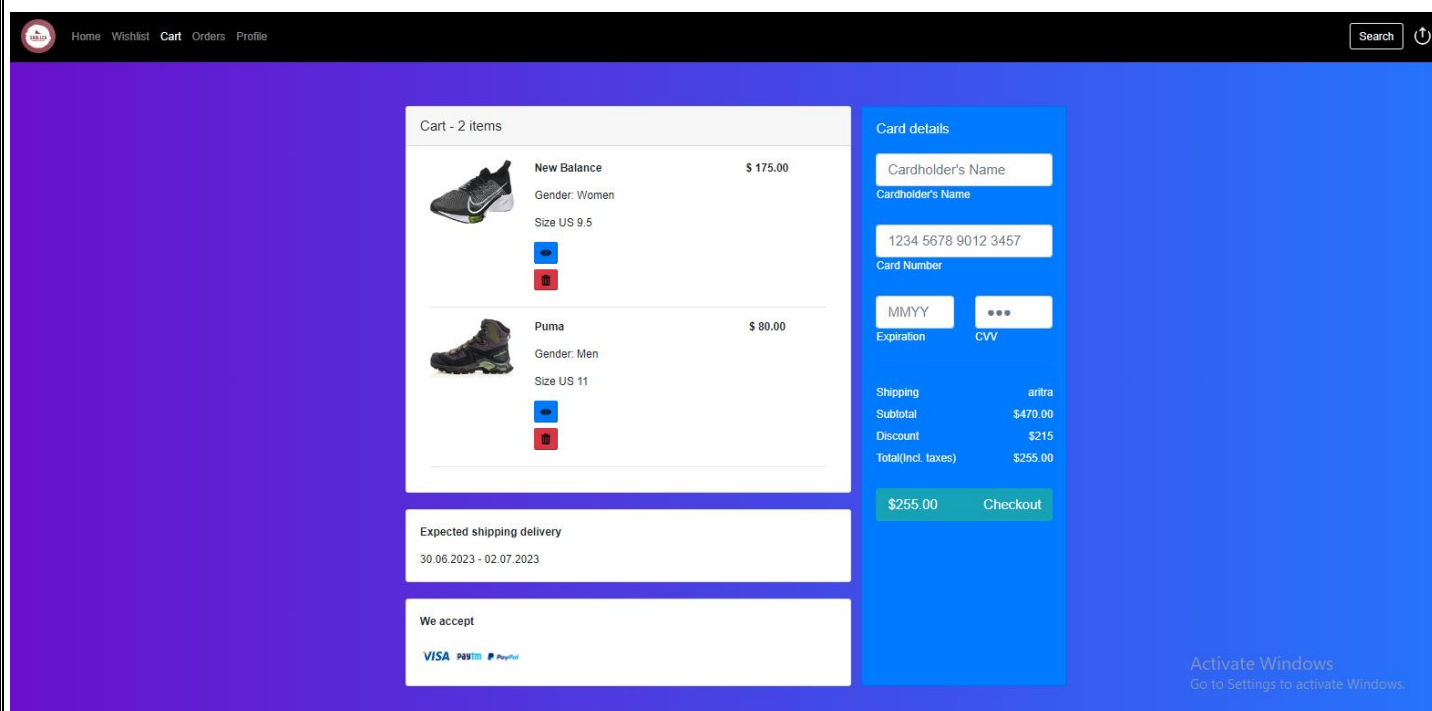 Home Wishlist Cart Orders Profile
Search
Cart - 2 items
New Balance
$ 175.00
Gender: Women
Size US 9.5
Puma
$ 80.00
Gender: Men
Size US 11
Expected shipping delivery
30.06.2023 - 02.07.2023
We accept
VISA Paytm PayPal
Card details
Cardholder's Name
Cardholder's Name
1234 5678 9012 3457
Card Number
MMYY
Expiration
CVV
Shipping aritra
Subtotal $470.00
Discount $215
Total(Incl. taxes) $255.00
$255.00 Checkout
Activate Windows
Go to Settings to activate Windows.